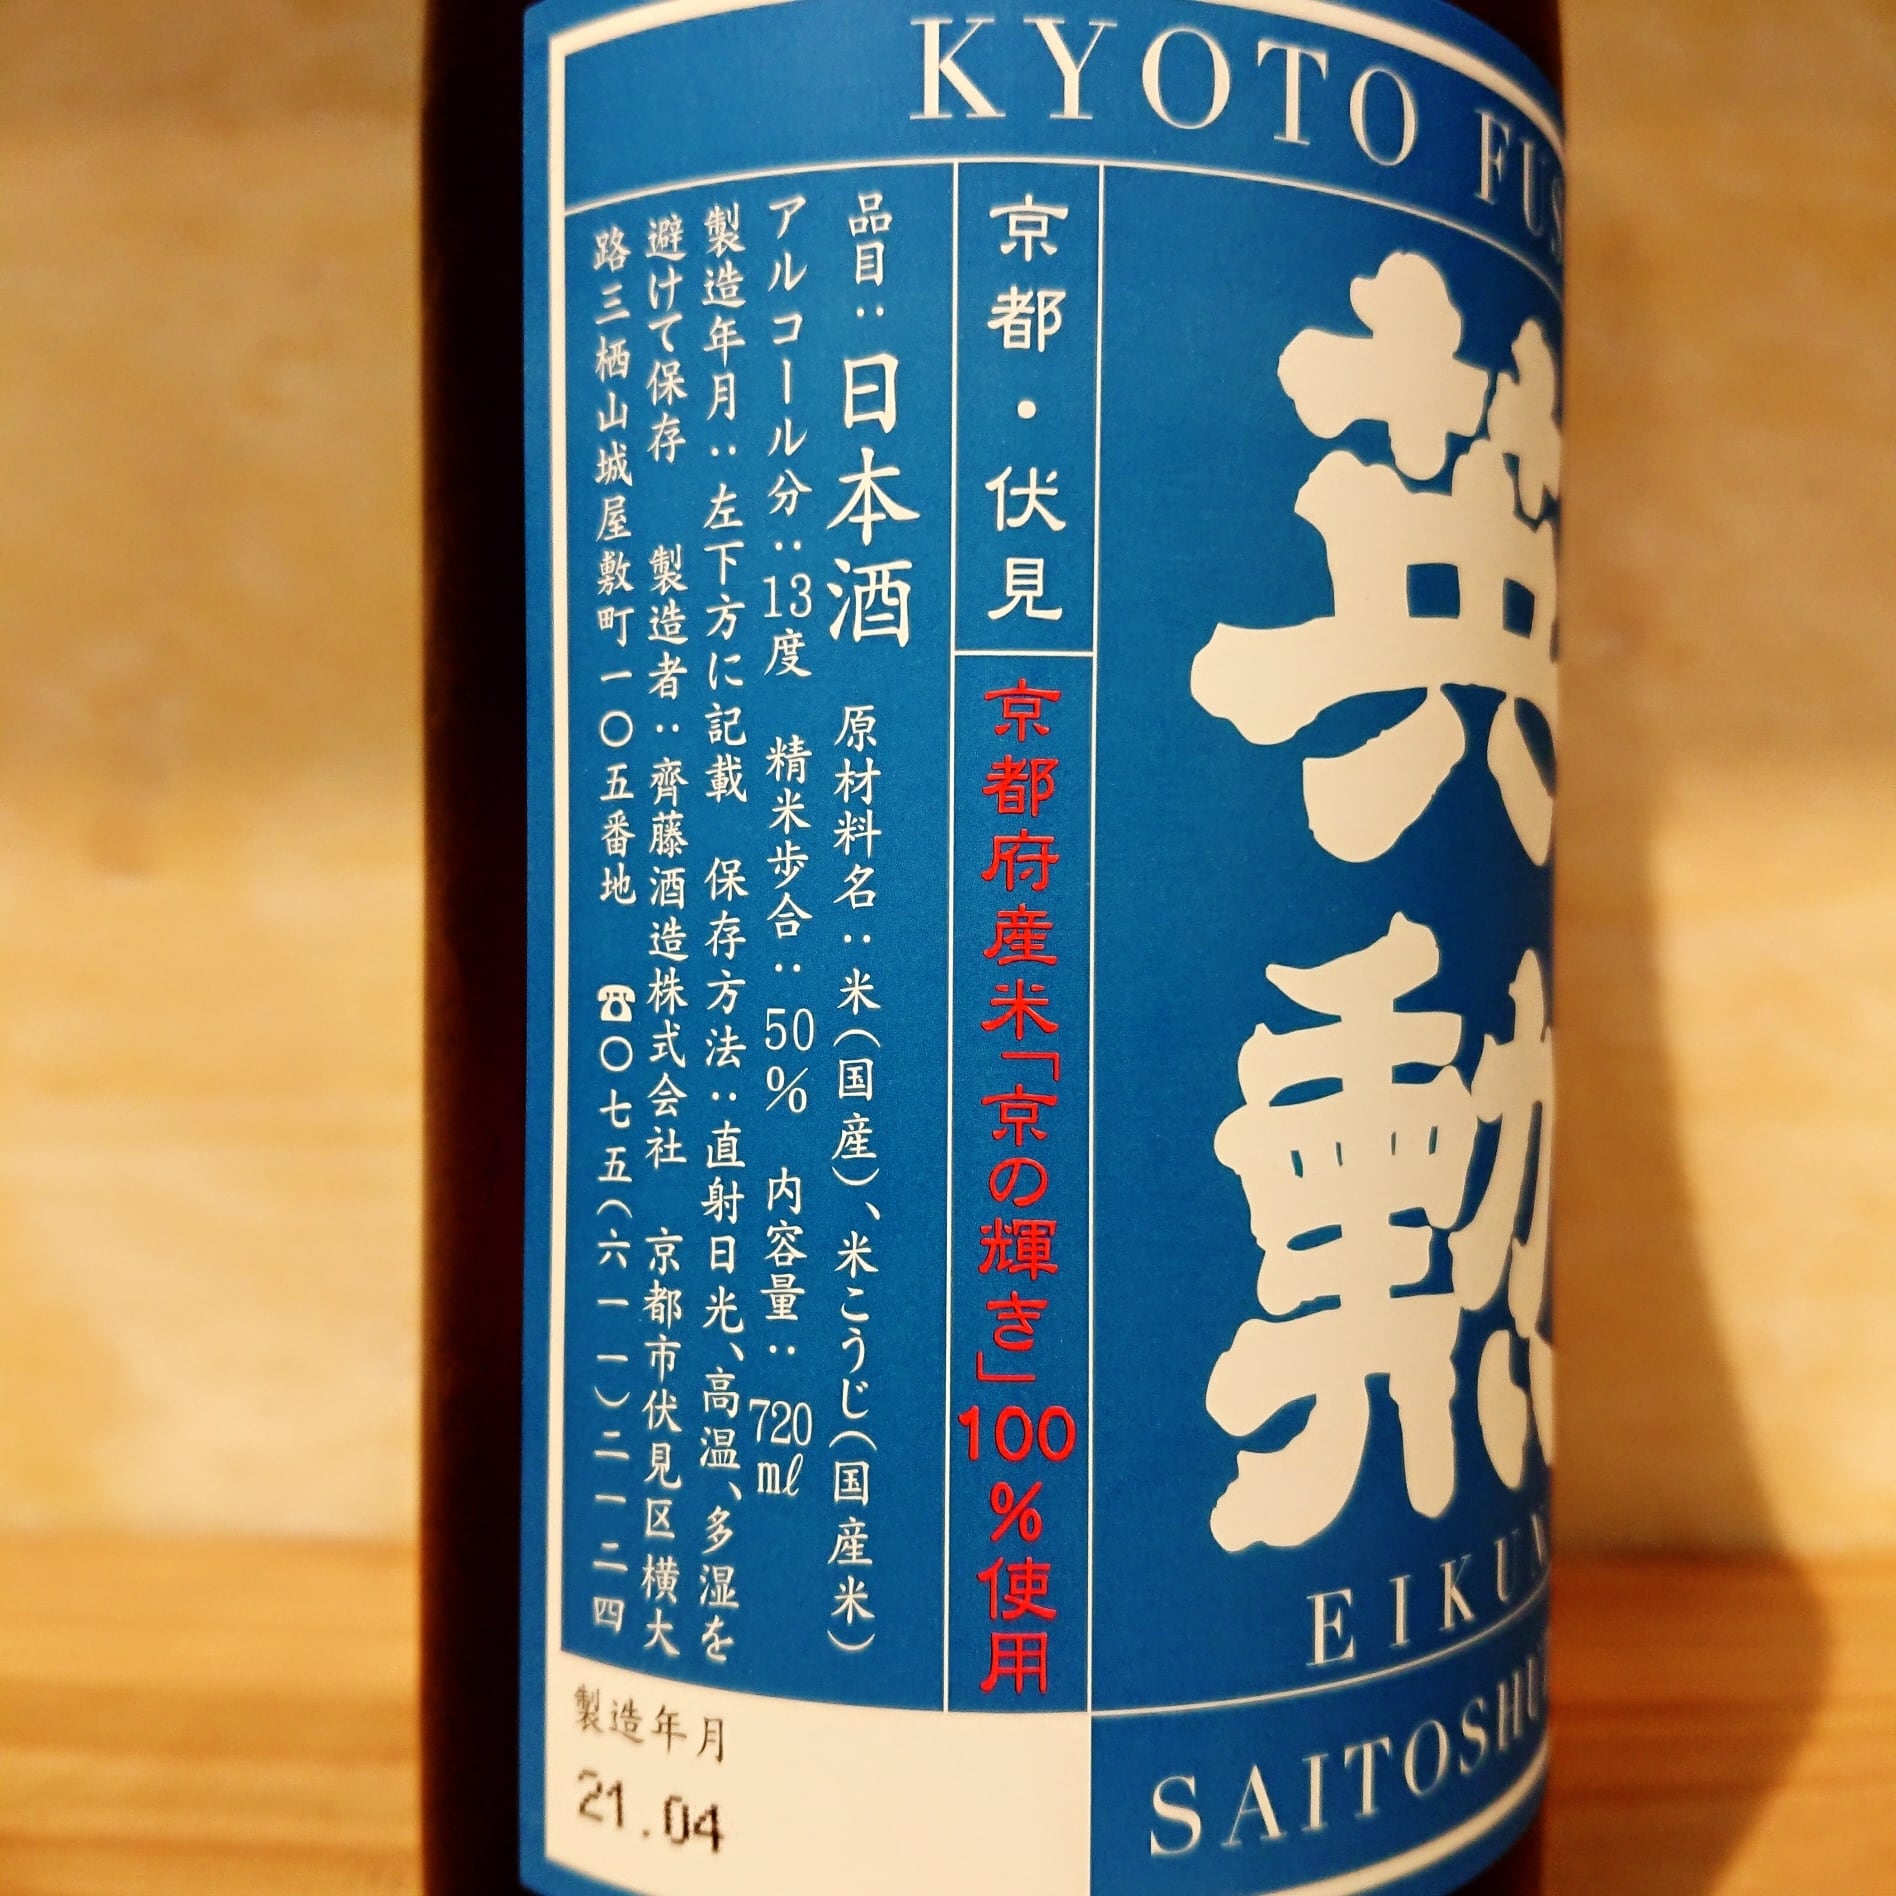 KYOTO
英勲
EIKUN
京都・伏見
京都府産米「京の輝き」100%使用
品目：日本酒 原材料名：米（国産）、米こうじ（国産米）
アルコール分：13度 精米歩合：50% 内容量：720ml
製造年月：左下方に記載 保存方法：直射日光、高温、多湿を
避けて保存 製造者：齊藤酒造株式会社 京都市伏見区横大
路三栖山城屋敷町一〇五番地 ☎〇七五（六一一）二一二四
製造年月
21.04